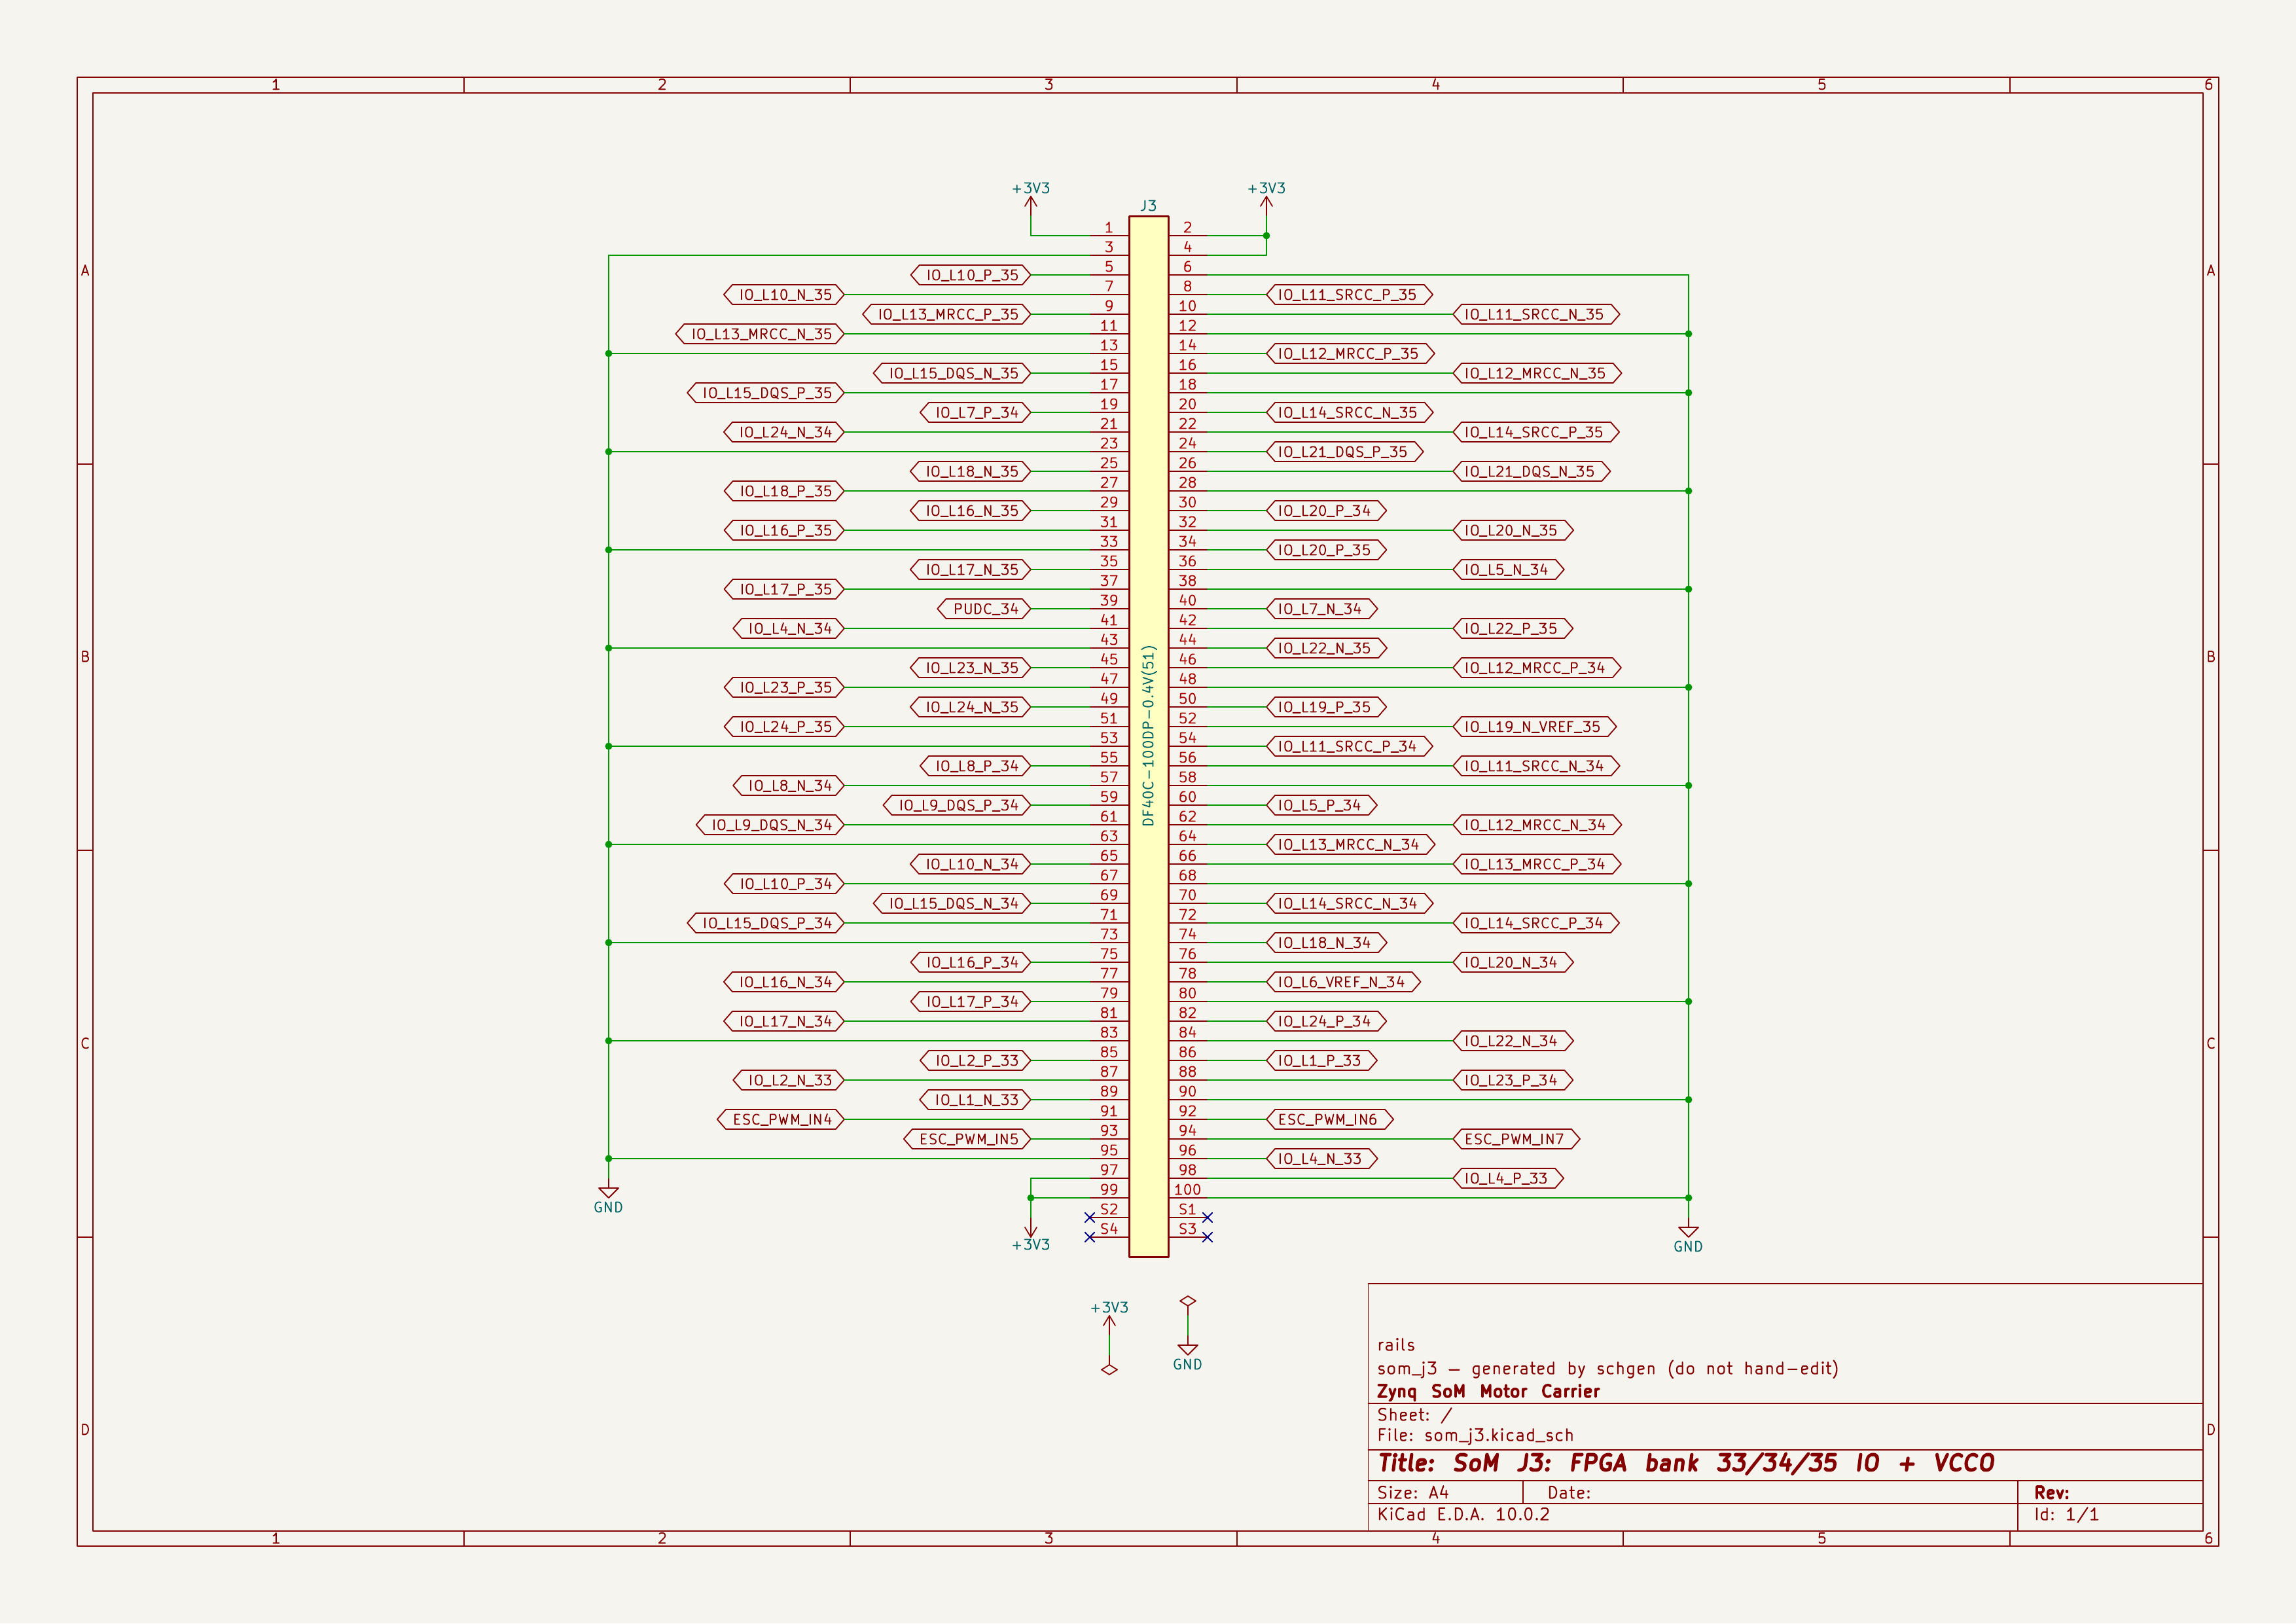 1 2 3 4 5 6
+3V3 +3V3
J3
1 2
3 4
IO_L10_P_35 5 6
IO_L10_N_35 7 8 IO_L11_SRCC_P_35
IO_L13_MRCC_P_35 9 10 IO_L11_SRCC_N_35
IO_L13_MRCC_N_35 11 12
13 14 IO_L12_MRCC_P_35
IO_L15_DQS_N_35 15 16 IO_L12_MRCC_N_35
IO_L15_DQS_P_35 17 18
IO_L7_P_34 19 20 IO_L14_SRCC_N_35
IO_L24_N_34 21 22 IO_L14_SRCC_P_35
23 24 IO_L21_DQS_P_35
IO_L18_N_35 25 26 IO_L21_DQS_N_35
IO_L18_P_35 27 28
IO_L16_N_35 29 30 IO_L20_P_34
IO_L16_P_35 31 32 IO_L20_N_35
33 34 IO_L20_P_35
IO_L17_N_35 35 36 IO_L5_N_34
IO_L17_P_35 37 38
PUDC_34 39 40 IO_L7_N_34
IO_L4_N_34 41 42 IO_L22_P_35
43 44 IO_L22_N_35
IO_L23_N_35 45 46 IO_L12_MRCC_P_34
IO_L23_P_35 47 48
IO_L24_N_35 49 50 IO_L19_P_35
IO_L24_P_35 51 52 IO_L19_N_VREF_35
53 54 IO_L11_SRCC_P_34
IO_L8_P_34 55 56 IO_L11_SRCC_N_34
IO_L8_N_34 57 58
IO_L9_DQS_P_34 59 60 IO_L5_P_34
IO_L9_DQS_N_34 61 62 IO_L12_MRCC_N_34
63 64 IO_L13_MRCC_N_34
IO_L10_N_34 65 66 IO_L13_MRCC_P_34
IO_L10_P_34 67 68
IO_L15_DQS_N_34 69 70 IO_L14_SRCC_N_34
IO_L15_DQS_P_34 71 72 IO_L14_SRCC_P_34
73 74 IO_L18_N_34
IO_L16_P_34 75 76 IO_L20_N_34
IO_L16_N_34 77 78 IO_L6_VREF_N_34
IO_L17_P_34 79 80
IO_L17_N_34 81 82 IO_L24_P_34
83 84 IO_L22_N_34
IO_L2_P_33 85 86 IO_L1_P_33
IO_L2_N_33 87 88 IO_L23_P_34
IO_L1_N_33 89 90
ESC_PWM_IN4 91 92 ESC_PWM_IN6
ESC_PWM_IN5 93 94 ESC_PWM_IN7
95 96 IO_L4_N_33
97 98 IO_L4_P_33
99 100
S2 S1
S4 S3
DF40C-100DP-0.4V(51)
GND
+3V3
GND
+3V3
GND
A A
B B
C C
D D
rails
som_j3 — generated by schgen (do not hand-edit)
Zynq SoM Motor Carrier
Sheet: /
File: som_j3.kicad_sch
Title: SoM J3: FPGA bank 33/34/35 IO + VCCO
Size: A4 Date: Rev:
KiCad E.D.A. 10.0.2 Id: 1/1
1 2 3 4 5 6